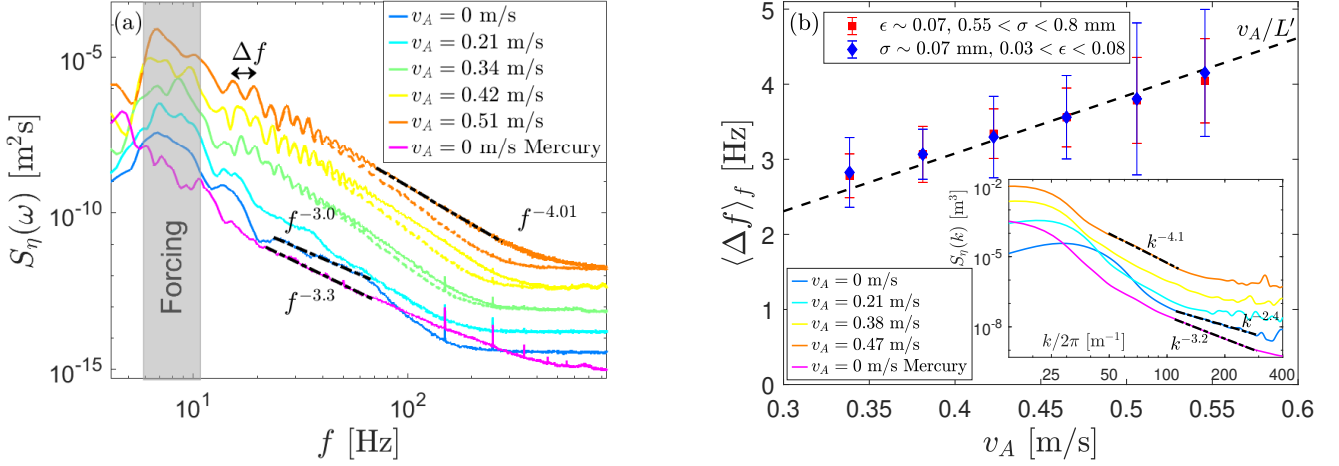 (a)
v_A = 0 m/s
v_A = 0.21 m/s
v_A = 0.34 m/s
v_A = 0.42 m/s
v_A = 0.51 m/s
v_A = 0 m/s Mercury
Δf
Forcing
f^{-3.0}
f^{-3.3}
f^{-4.01}
S_η(ω) [m²s]
10^{-5}
10^{-10}
10^{-15}
10^1
10^2
f [Hz]
(b)
ϵ ∼ 0.07, 0.55 < σ < 0.8 mm
σ ∼ 0.07 mm, 0.03 < ϵ < 0.08
v_A/L′
⟨Δf⟩_f [Hz]
5
4
3
2
1
0
v_A = 0 m/s
v_A = 0.21 m/s
v_A = 0.38 m/s
v_A = 0.47 m/s
v_A = 0 m/s Mercury
S_η(k) [m³]
10^{-2}
10^{-5}
10^{-8}
k^{-4.1}
k^{-2.4}
k^{-3.2}
k/2π [m^{-1}]
25 50 100 200 400
0.3 0.35 0.4 0.45 0.5 0.55 0.6
v_A [m/s]